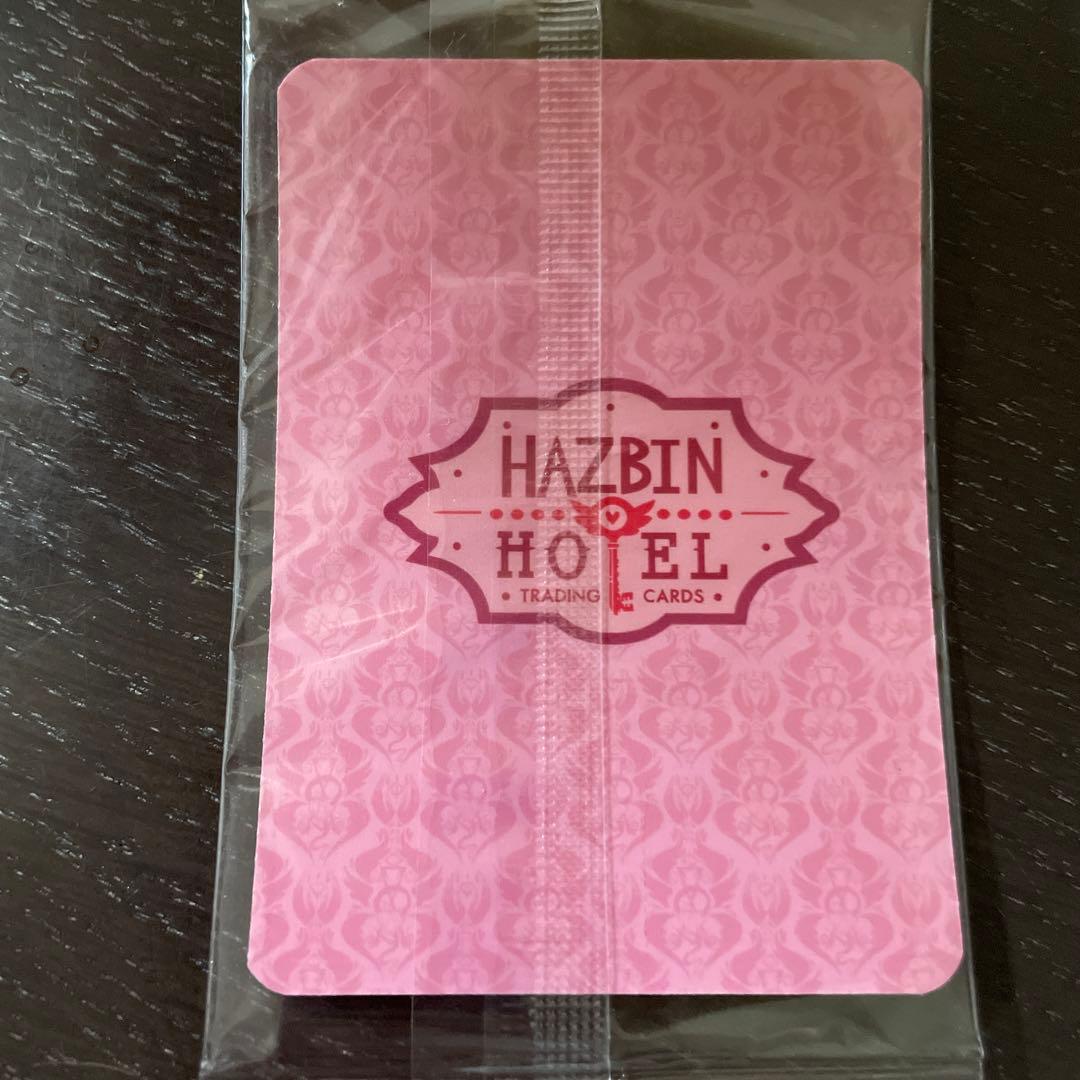 HAZBIN
HOTEL
• TRADING CARDS •